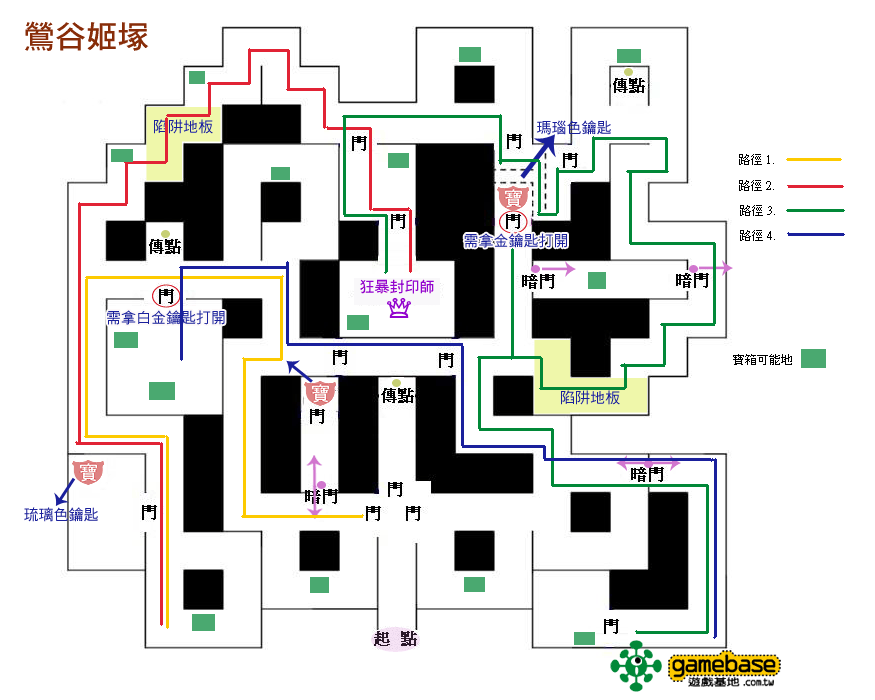 鶯谷姬塚
傳點
陷阱地板
門
門
瑪瑙色鑰匙
門
路徑 1.
路徑 2.
路徑 3.
路徑 4.
寶
門
門
需拿金鑰匙打開
傳點
暗門
暗門
狂暴封印師
門
需拿白金鑰匙打開
門
門
寶箱可能地
寶
傳點
陷阱地板
門
寶
暗門
門
暗門
琉璃色鑰匙
門
門
門
門
起 點
gamebase
遊戲基地 .com.tw